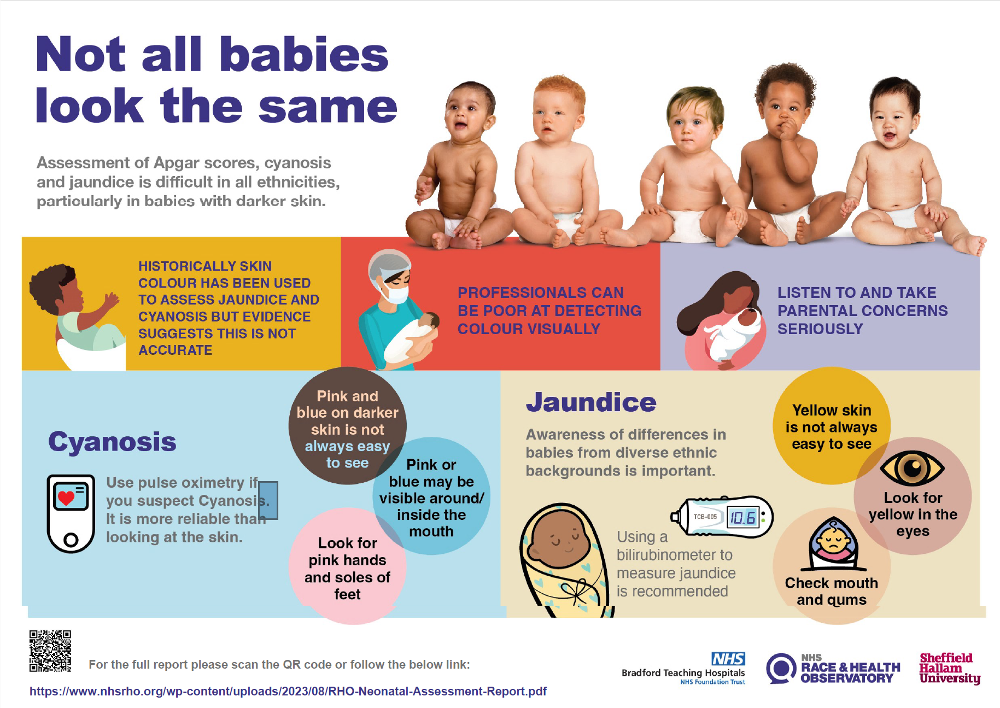 Not all babies
look the same
Assessment of Apgar scores, cyanosis
and jaundice is difficult in all ethnicities,
particularly in babies with darker skin.
HISTORICALLY SKIN
COLOUR HAS BEEN USED
TO ASSESS JAUNDICE AND
CYANOSIS BUT EVIDENCE
SUGGESTS THIS IS NOT
ACCURATE
PROFESSIONALS CAN
BE POOR AT DETECTING
COLOUR VISUALLY
LISTEN TO AND TAKE
PARENTAL CONCERNS
SERIOUSLY
Cyanosis
Use pulse oximetry if
you suspect Cyanosis.
It is more reliable than
looking at the skin.
Pink and
blue on darker
skin is not
always easy
to see
Pink or
blue may be
visible around/
inside the
mouth
Look for
pink hands
and soles of
feet
Jaundice
Awareness of differences in
babies from diverse ethnic
backgrounds is important.
TCB-005
10.6
Using a
bilirubinometer to
measure jaundice
is recommended
Yellow skin
is not always
easy to see
Look for
yellow in the
eyes
Check mouth
and gums
For the full report please scan the QR code or follow the below link:
https://www.nhsrho.org/wp-content/uploads/2023/08/RHO-Neonatal-Assessment-Report.pdf
NHS
Bradford Teaching Hospitals
NHS Foundation Trust
NHS
RACE & HEALTH
OBSERVATORY
Sheffield
Hallam
University